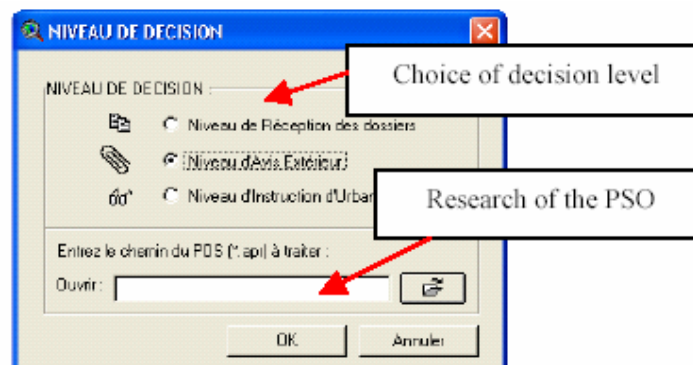 NIVEAU DE DECISION
NIVEAU DE DECISION :
Choice of decision level
Niveau de Réception des dossiers
Niveau d'Avis Extérieur
Niveau d'Instruction d'Urban
Research of the PSO
Entrez le chemin du POS (*.apr) à traiter :
Ouvrir :
OK
Annuler